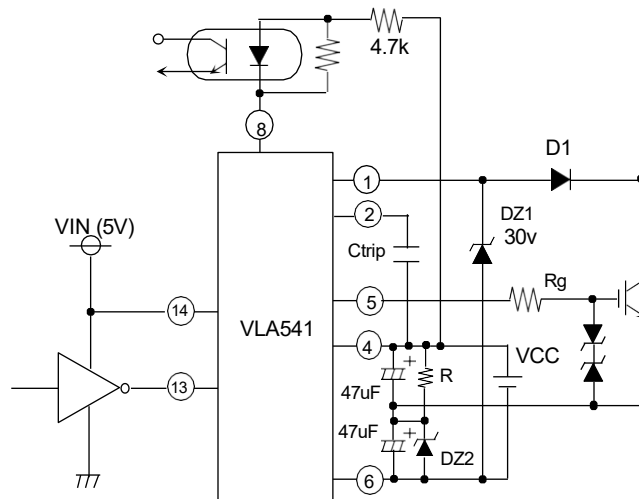 4.7k
8
D1
1
2
DZ1
30v
VIN (5V)
Ctrip
Rg
14
5
VLA541
4
VCC
+
47uF
R
13
47uF
+
DZ2
6